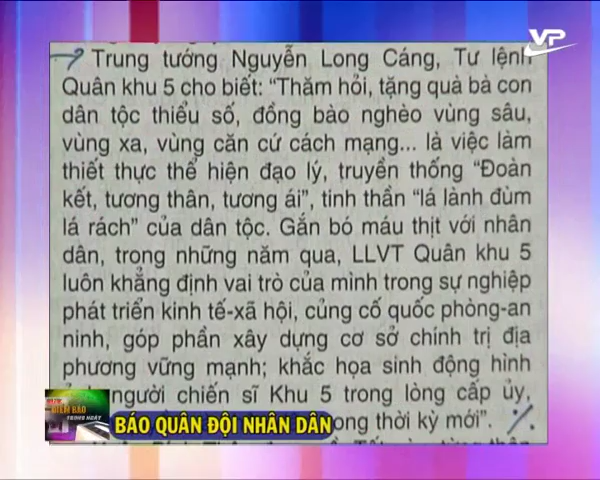 VP
Trung tướng Nguyễn Long Cáng, Tư lệnh
Quân khu 5 cho biết: “Thăm hỏi, tặng quà bà con
dân tộc thiểu số, đồng bào nghèo vùng sâu,
vùng xa, vùng căn cứ cách mạng... là việc làm
thiết thực thể hiện đạo lý, truyền thống “Đoàn
kết, tương thân, tương ái”, tinh thần “lá lành đùm
lá rách” của dân tộc. Gắn bó máu thịt với nhân
dân, trong những năm qua, LLVT Quân khu 5
luôn khẳng định vai trò của mình trong sự nghiệp
phát triển kinh tế-xã hội, củng cố quốc phòng-an
ninh, góp phần xây dựng cơ sở chính trị địa
phương vững mạnh; khắc họa sinh động hình
người chiến sĩ Khu 5 trong lòng cấp ủy,
thời kỳ mới”.
ĐIỂM BÁO
TRONG NGÀY
BÁO QUÂN ĐỘI NHÂN DÂN